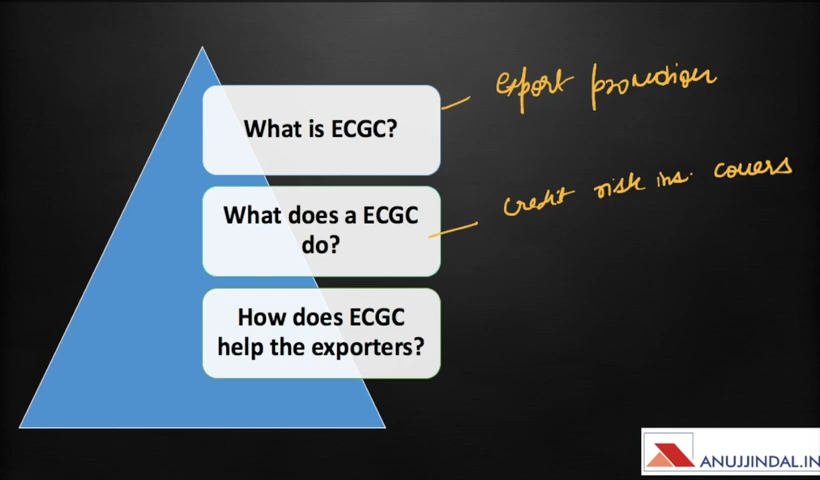 What is ECGC?
Export promotion
What does a ECGC
do?
Credit risk ins. covers
How does ECGC
help the exporters?
ANUJJINDAL.IN